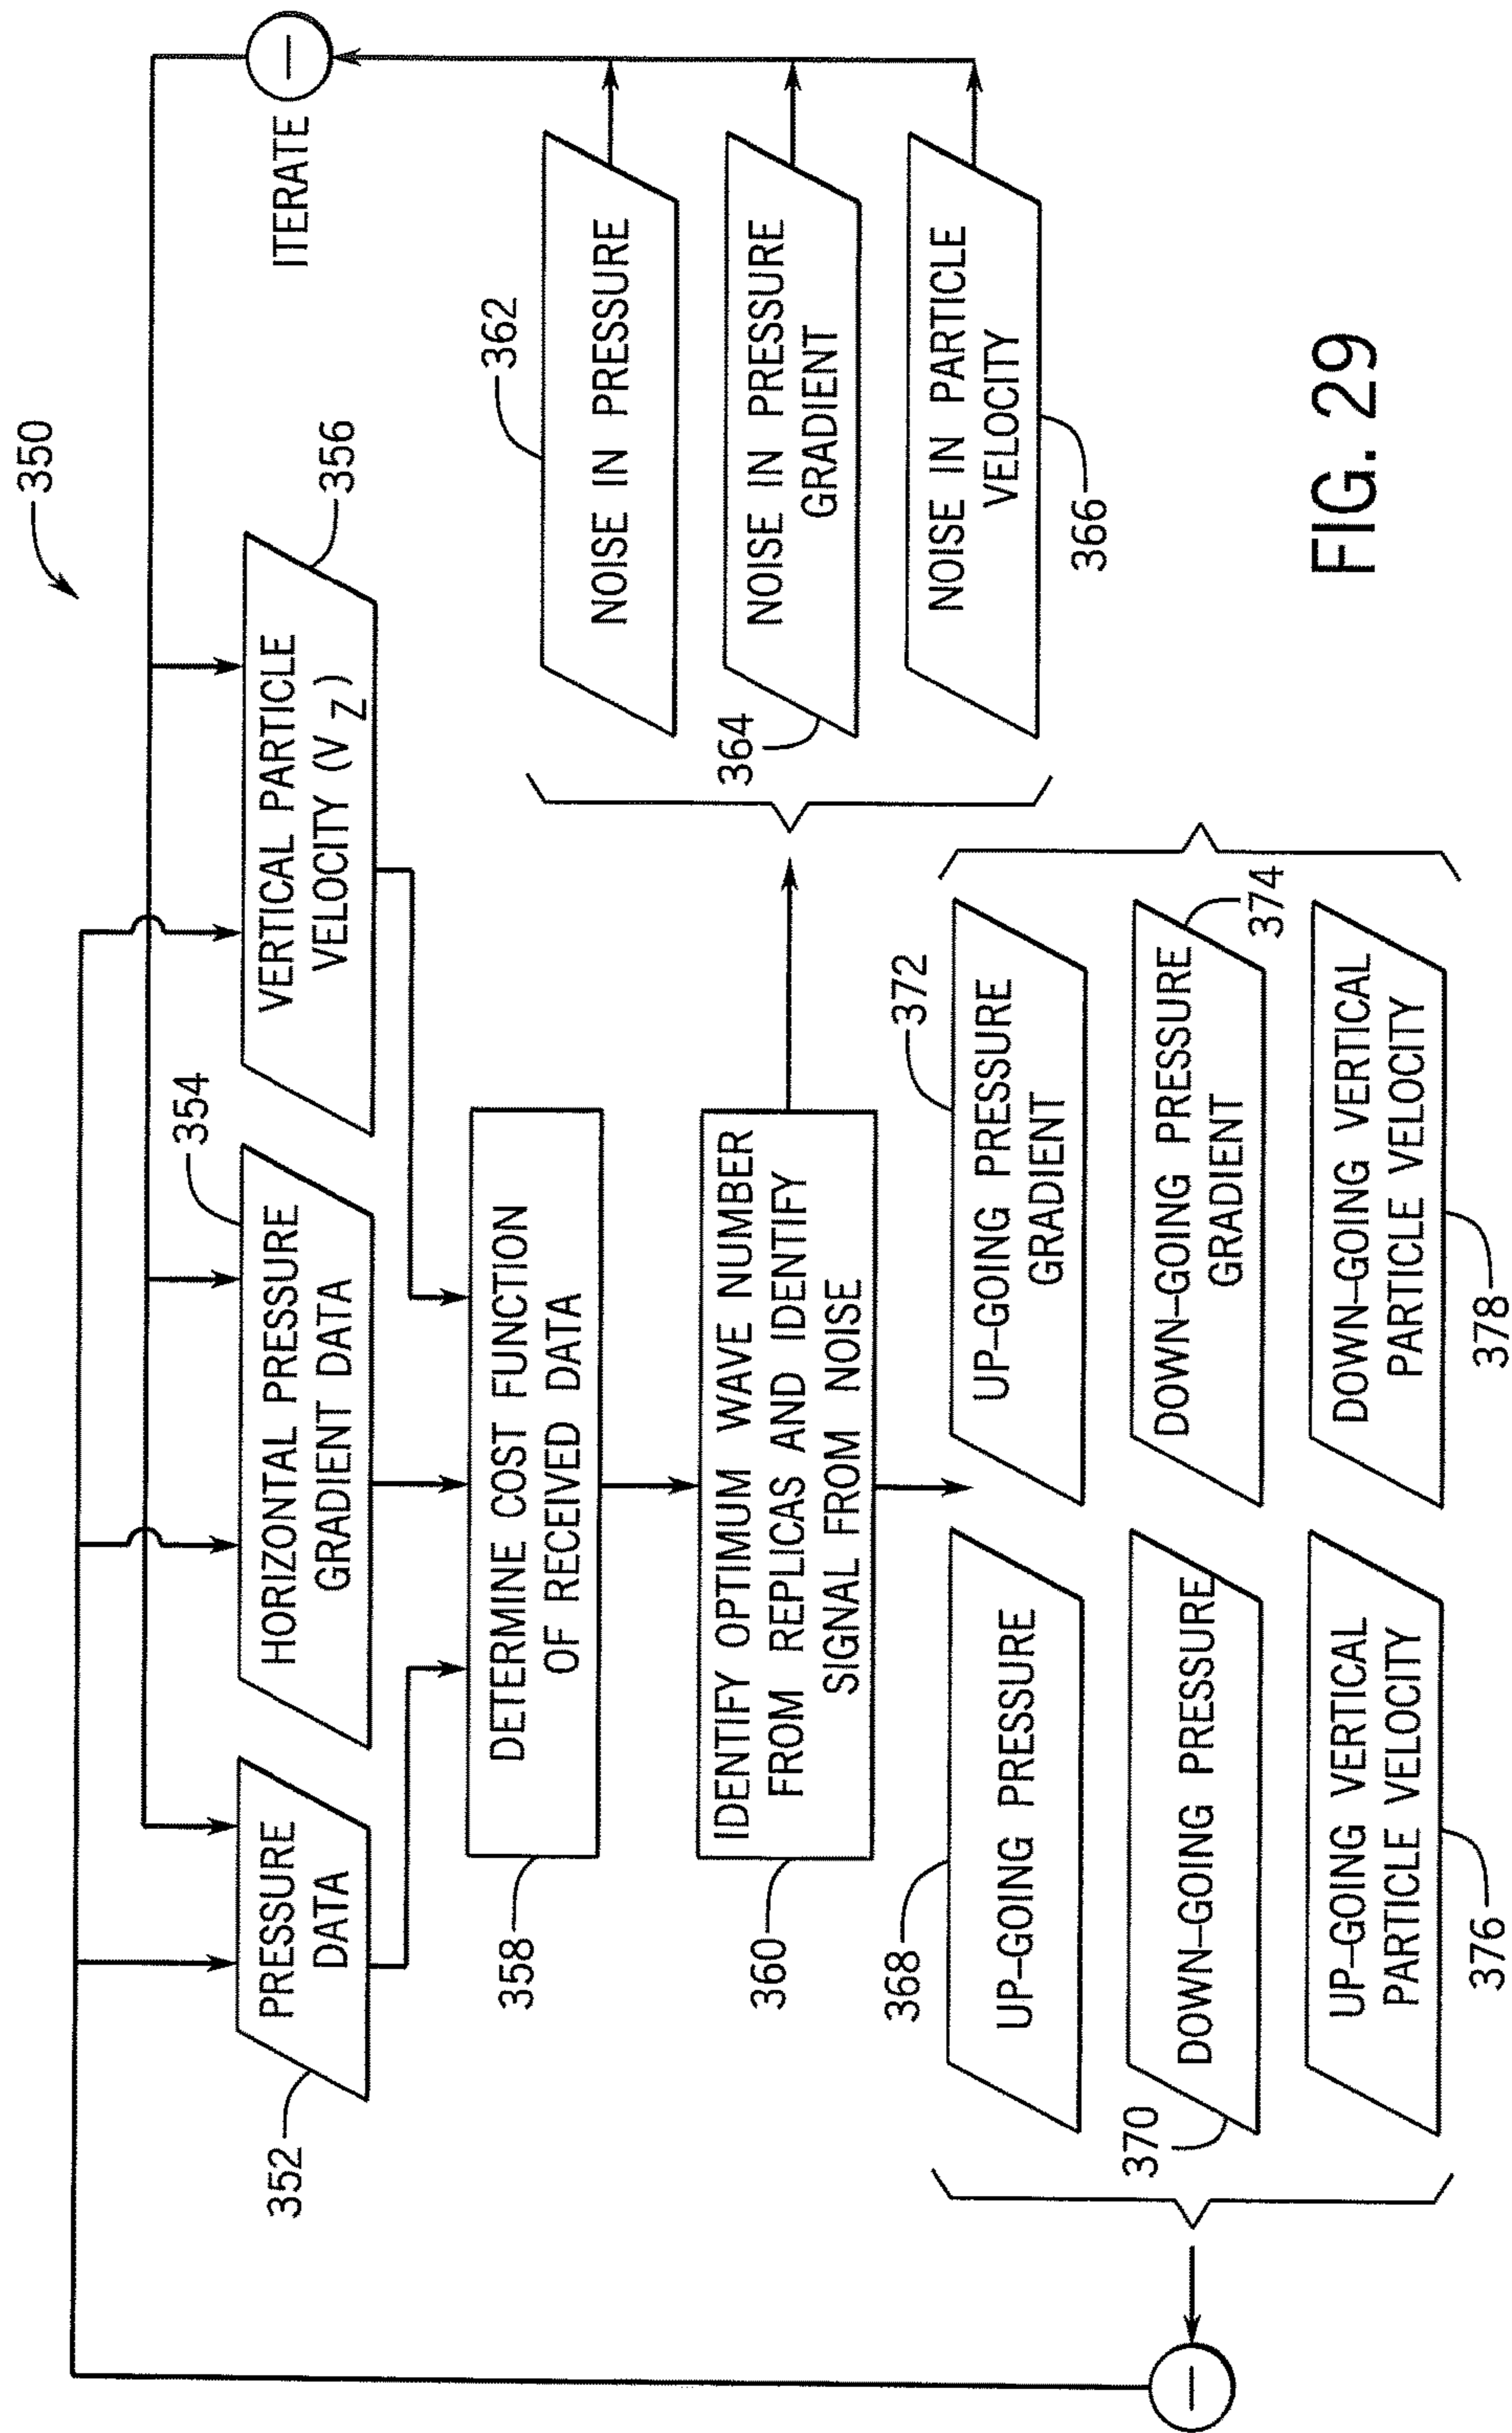 350
352
PRESSURE
DATA
354
HORIZONTAL PRESSURE
GRADIENT DATA
356
VERTICAL PARTICLE
VELOCITY (V Z)
ITERATE
–
358
DETERMINE COST FUNCTION
OF RECEIVED DATA
360
IDENTIFY OPTIMUM WAVE NUMBER
FROM REPLICAS AND IDENTIFY
SIGNAL FROM NOISE
362
NOISE IN PRESSURE
364
NOISE IN PRESSURE
GRADIENT
NOISE IN PARTICLE
VELOCITY
366
368
UP–GOING PRESSURE
372
UP–GOING PRESSURE
GRADIENT
370
DOWN–GOING PRESSURE
374
DOWN–GOING PRESSURE
GRADIENT
UP–GOING VERTICAL
PARTICLE VELOCITY
376
DOWN–GOING VERTICAL
PARTICLE VELOCITY
378
–
FIG. 29